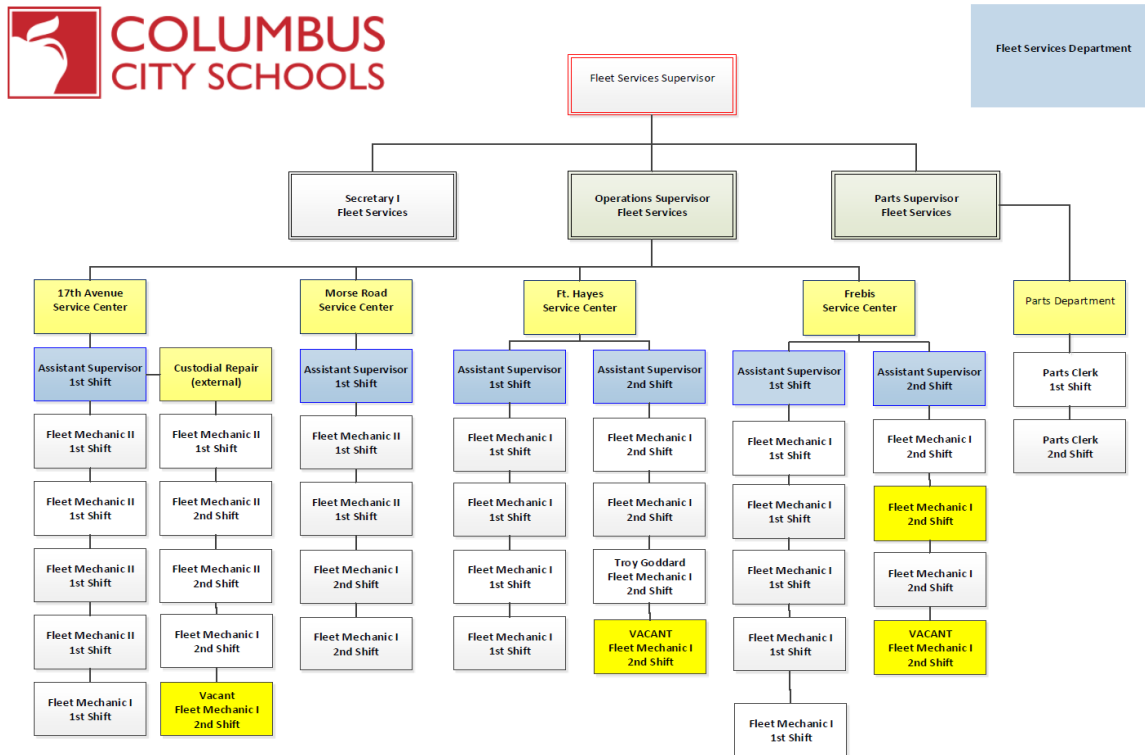 COLUMBUS
CITY SCHOOLS
Fleet Services Department
Fleet Services Supervisor
Secretary I
Fleet Services
Operations Supervisor
Fleet Services
Parts Supervisor
Fleet Services
17th Avenue
Service Center
Morse Road
Service Center
Ft. Hayes
Service Center
Frebis
Service Center
Parts Department
Assistant Supervisor
1st Shift
Fleet Mechanic II
1st Shift
Fleet Mechanic II
1st Shift
Fleet Mechanic II
1st Shift
Fleet Mechanic II
1st Shift
Fleet Mechanic I
1st Shift
Custodial Repair
(external)
Fleet Mechanic II
1st Shift
Fleet Mechanic II
2nd Shift
Fleet Mechanic II
2nd Shift
Fleet Mechanic I
2nd Shift
Vacant
Fleet Mechanic I
2nd Shift
Assistant Supervisor
1st Shift
Fleet Mechanic II
1st Shift
Fleet Mechanic II
1st Shift
Fleet Mechanic I
2nd Shift
Fleet Mechanic I
2nd Shift
Assistant Supervisor
1st Shift
Fleet Mechanic I
1st Shift
Fleet Mechanic I
1st Shift
Fleet Mechanic I
1st Shift
Fleet Mechanic I
1st Shift
Assistant Supervisor
2nd Shift
Fleet Mechanic I
2nd Shift
Fleet Mechanic I
2nd Shift
Troy Goddard
Fleet Mechanic I
2nd Shift
VACANT
Fleet Mechanic I
2nd Shift
Assistant Supervisor
1st Shift
Fleet Mechanic I
1st Shift
Fleet Mechanic I
1st Shift
Fleet Mechanic I
1st Shift
Fleet Mechanic I
1st Shift
Fleet Mechanic I
1st Shift
Assistant Supervisor
2nd Shift
Fleet Mechanic I
2nd Shift
Fleet Mechanic I
2nd Shift
Fleet Mechanic I
2nd Shift
VACANT
Fleet Mechanic I
2nd Shift
Parts Clerk
1st Shift
Parts Clerk
2nd Shift